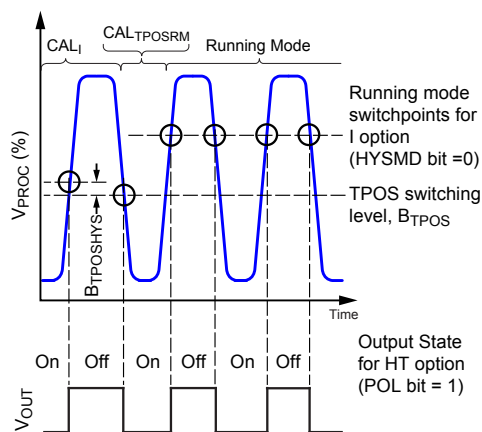 CAL_TPOSRM
CAL_I
Running Mode
V_PROC (%)
B_TPOSHYS
Running mode
switchpoints for
I option
(HYSMD bit =0)
TPOS switching
level, B_TPOS
Time
On Off On Off On Off
Output State
for HT option
(POL bit = 1)
V_OUT